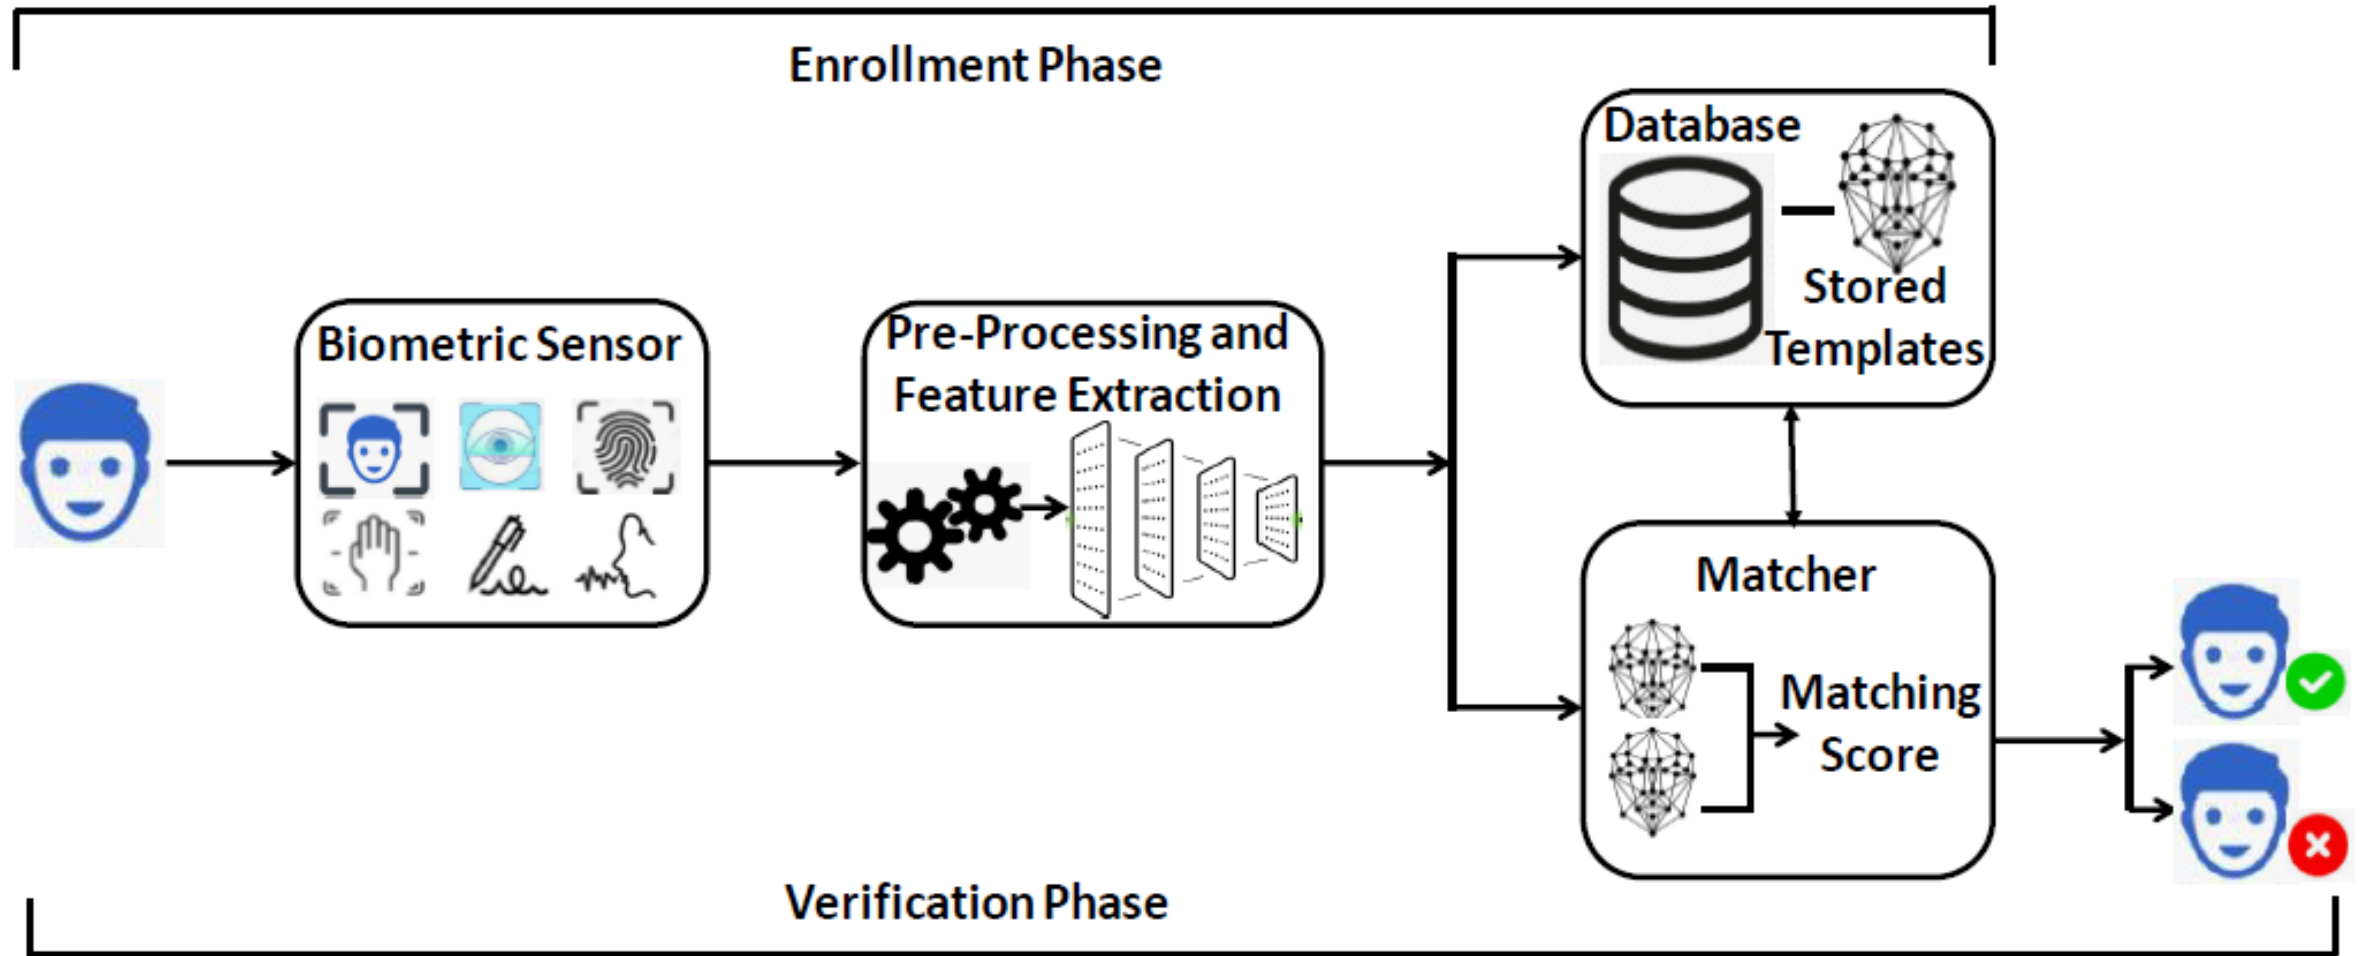 Enrollment Phase
Database
Stored
Templates
Biometric Sensor
Pre-Processing and
Feature Extraction
Matcher
Matching
Score
Verification Phase